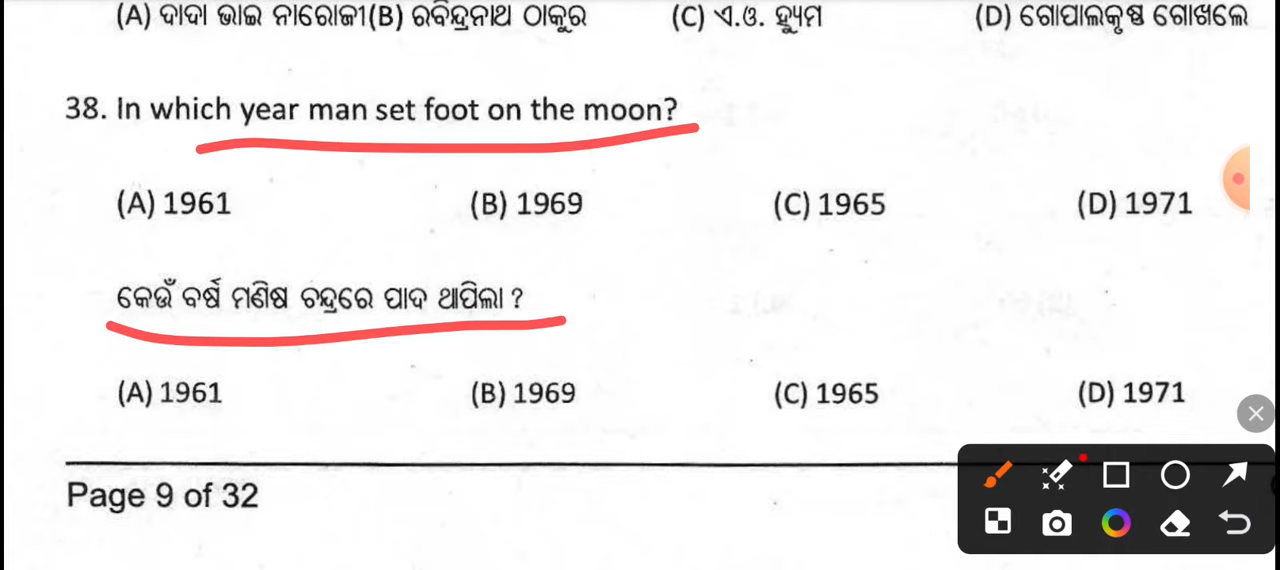 (A) ଦାଦା ଭାଇ ନାରୋଜୀ(B) ରବିନ୍ଦ୍ରନାଥ ଠାକୁର (C) ଏ.ଓ. ହ୍ୟୁମ (D) ଗୋପାଳକୃଷ୍ଣ ଗୋଖଲେ
38. In which year man set foot on the moon?
(A) 1961 (B) 1969 (C) 1965 (D) 1971
କେଉଁ ବର୍ଷ ମଣିଷ ଚନ୍ଦ୍ରରେ ପାଦ ଥାପିଲା ?
(A) 1961 (B) 1969 (C) 1965 (D) 1971
Page 9 of 32